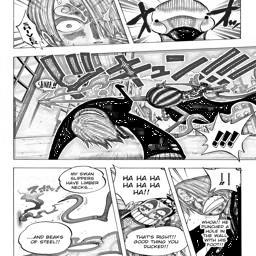 MY SWAN
SLIPPERS
HAVE LIMBER
NECKS...
...AND BEAKS
OF STEEL!!
HA HA HA
HA HA HA
HA HA!
THAT'S RIGHT!!
GOOD THING YOU
DUCKED!!
WHOA!! HE
PUNCHED A
HOLE IN
THE WALL
WITH HIS
FOOT!!
!!
!!!